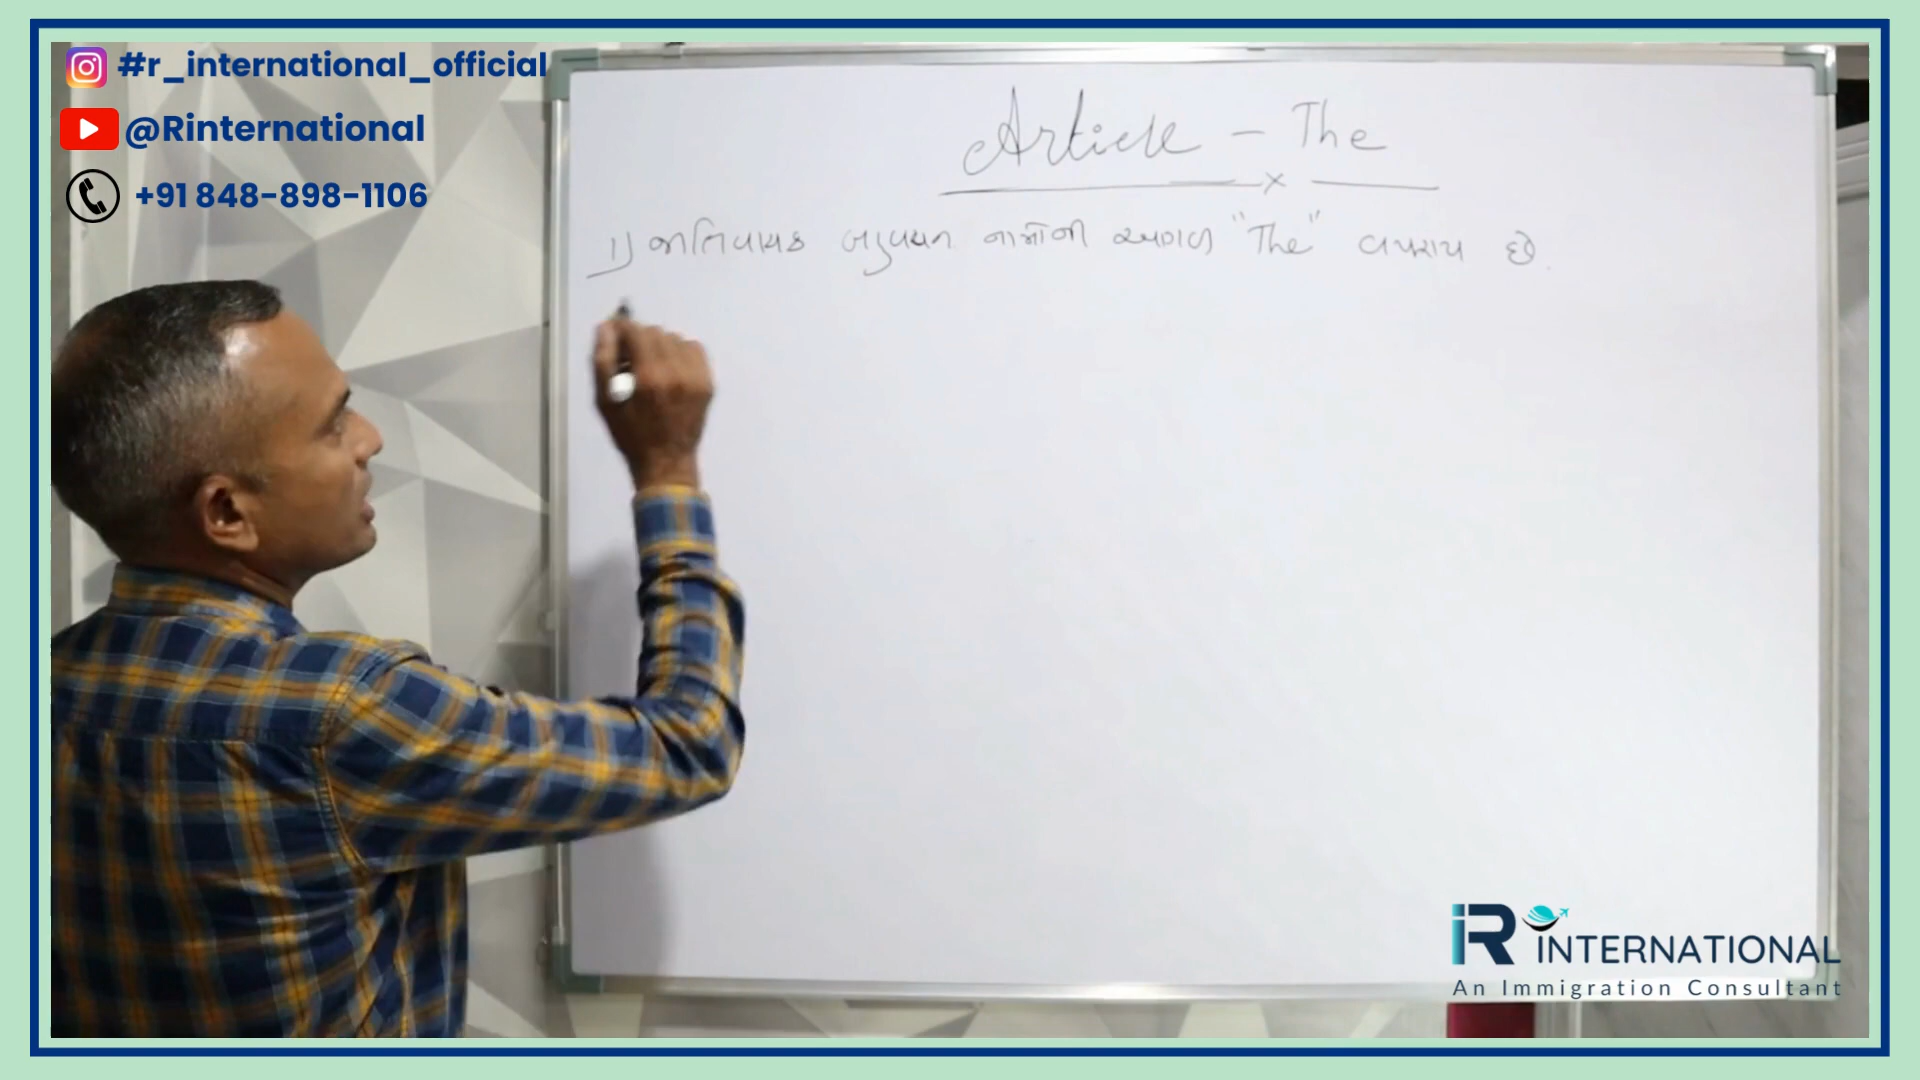 #r_international_official
@Rinternational
+91 848-898-1106
Article - The
1) જાતિવાચક બહુવચન નામોની આગળ "The" વપરાય છે.
iR INTERNATIONAL
An Immigration Consultant